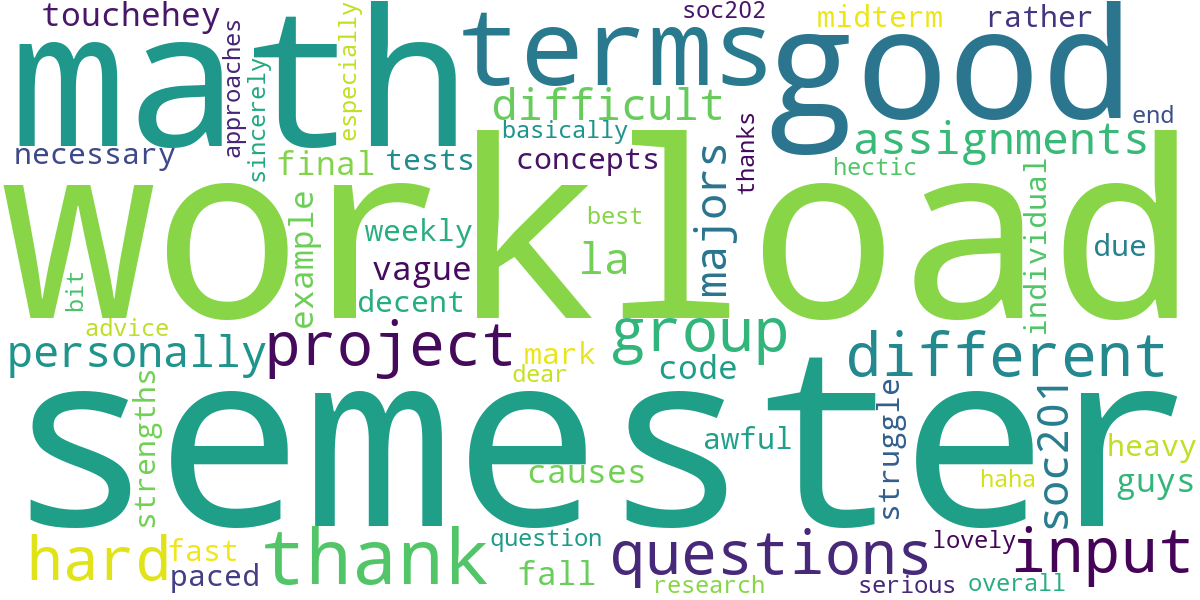 touchehey
math
terms
good
soc202
midterm
rather
approaches
sincerely
especially
difficult
basically
thanks
end
necessary
final
tests
concepts
assignments
hectic
workload
example
weekly
best
majors
individual
vague
la
due
bit
decent
advice
personally
project
group
different
mark
dear
code
semester
strengths
awful
causes
struggle
soc201
heavy
haha
guys
hard
fast
paced
thank
question
fall
questions
lovely
input
research
serious
overall